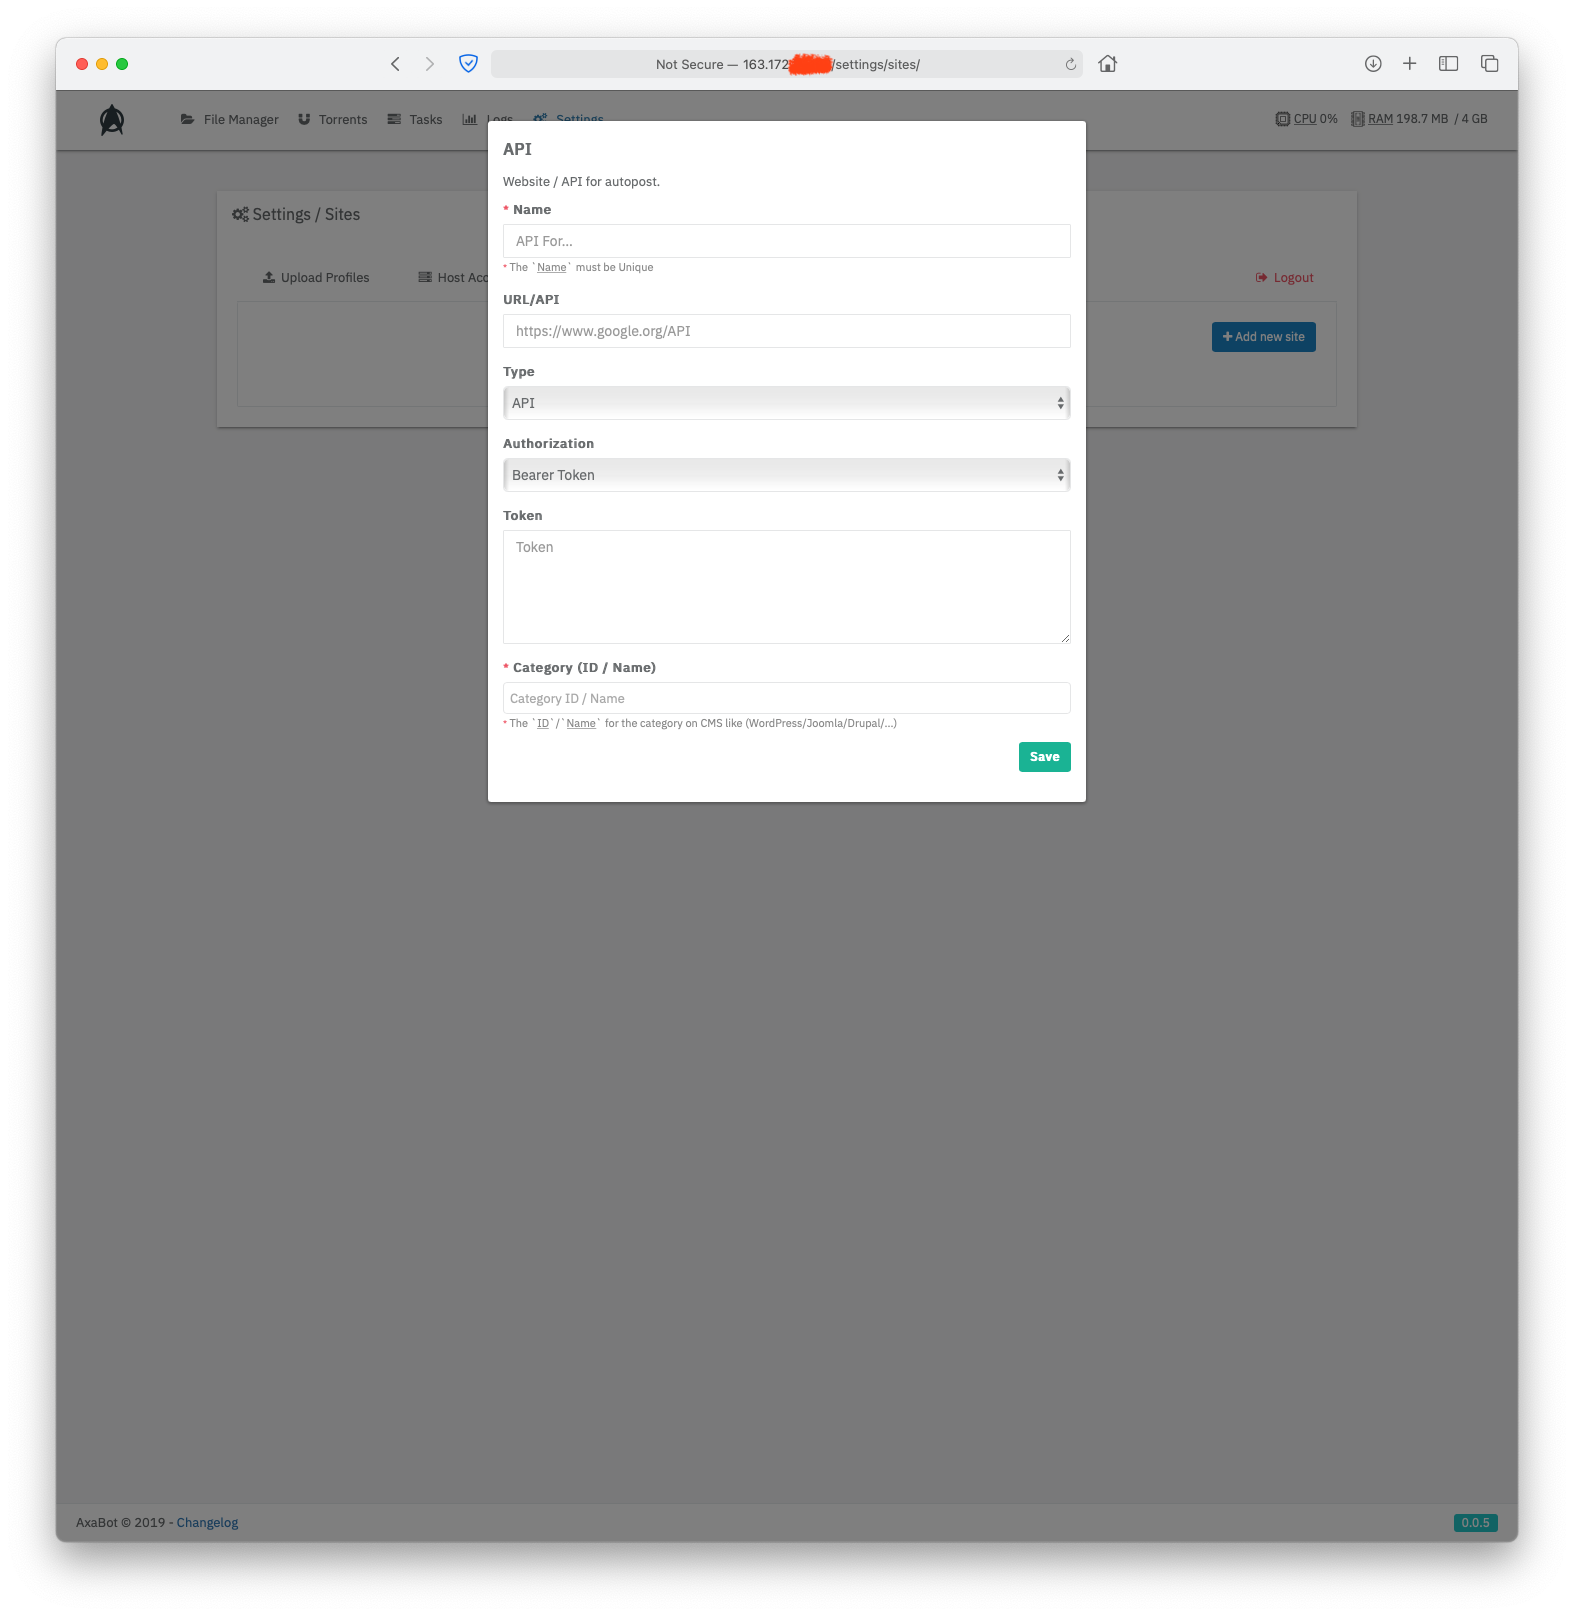 Not Secure — 163.172 /settings/sites/
File Manager Torrents Tasks Logs Settings CPU 0% RAM 198.7 MB / 4 GB
API
Website / API for autopost.
* Name
API For...
* The `Name` must be Unique
URL/API
https://www.google.org/API
Type
API
Authorization
Bearer Token
Token
Token
* Category (ID / Name)
Category ID / Name
* The `ID`/`Name` for the category on CMS like (WordPress/Joomla/Drupal/...)
Save
Settings / Sites
Upload Profiles Host Acc Logout
+ Add new site
AxaBot © 2019 - Changelog 0.0.5